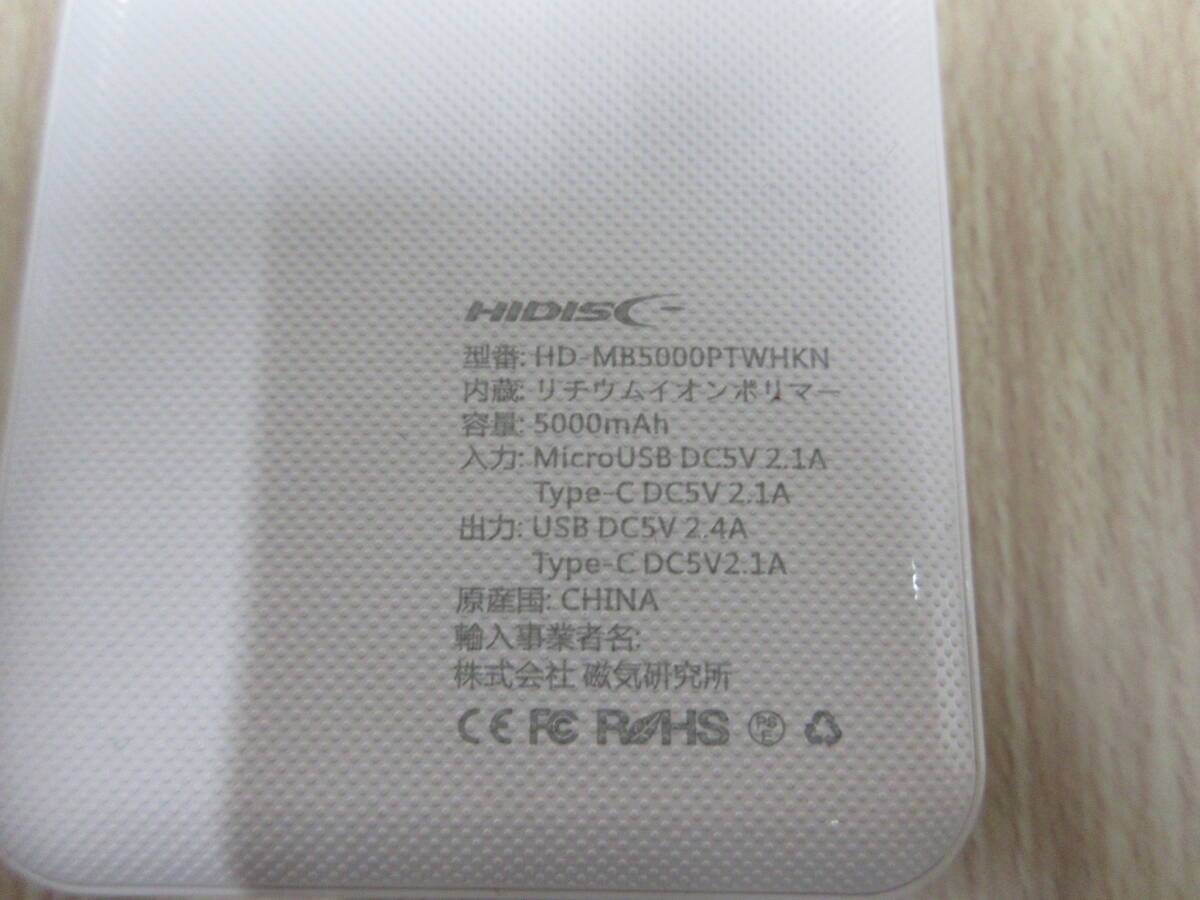 HIDISC
型番: HD-MB5000PTWHKN
内蔵: リチウムイオンポリマー
容量: 5000mAh
入力: MicroUSB DC5V 2.1A
Type-C DC5V 2.1A
出力: USB DC5V 2.4A
Type-C DC5V2.1A
原産国: CHINA
輸入事業者名:
株式会社 磁気研究所
CE FC RoHS PS E